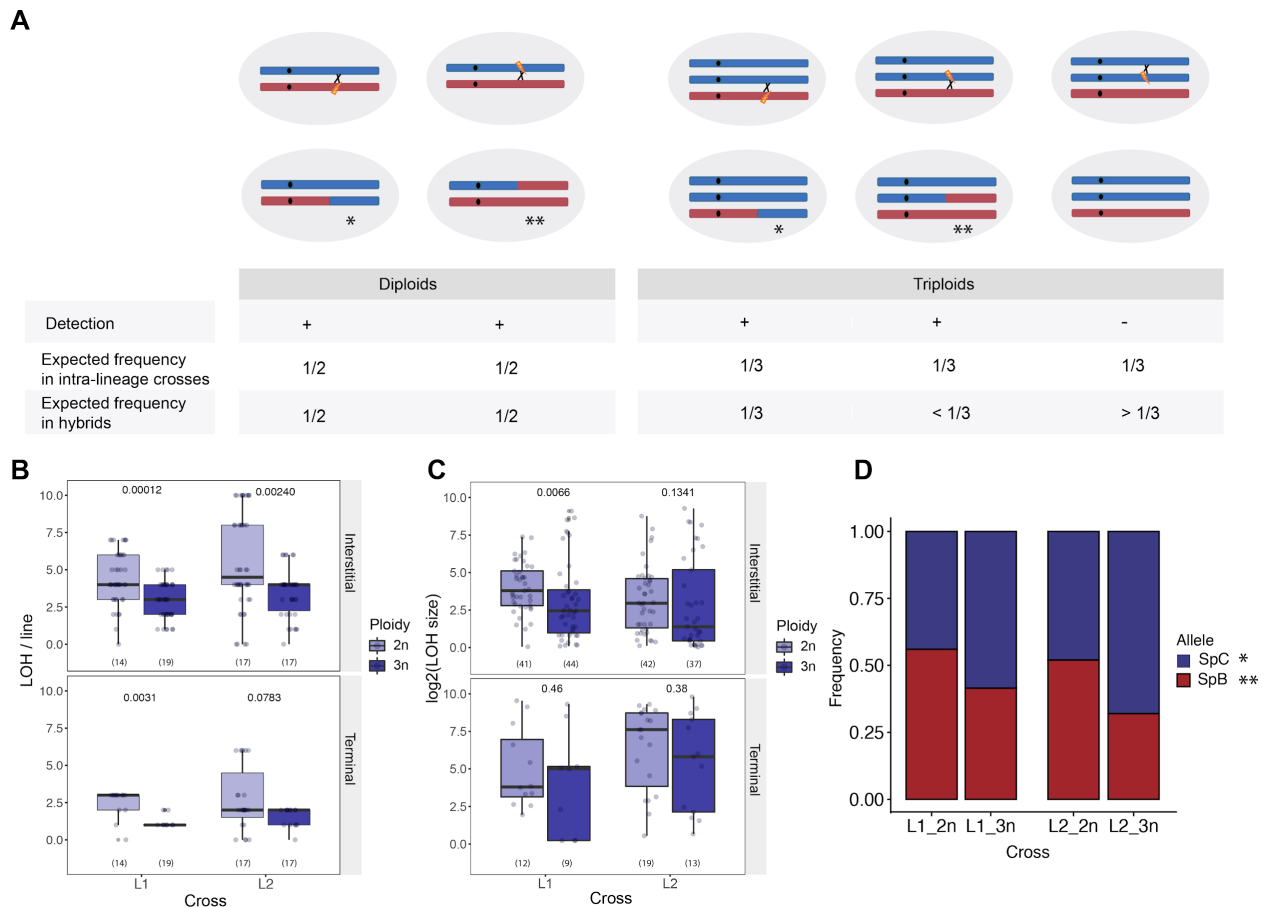 A
*
**
*
**
Diploids
Triploids
Detection
+
+
+
+
-
Expected frequency
in intra-lineage crosses
1/2
1/2
1/3
1/3
1/3
Expected frequency
in hybrids
1/2
1/2
1/3
< 1/3
> 1/3
B
LOH / line
10.0
7.5
5.0
2.5
0.0
0.00012
0.00240
(14)
(19)
(17)
(17)
Interstitial
10.0
7.5
5.0
2.5
0.0
0.0031
0.0783
(14)
(19)
(17)
(17)
Terminal
L1
L2
Cross
Ploidy
2n
3n
C
log2(LOH size)
10.0
7.5
5.0
2.5
0.0
0.0066
0.1341
(41)
(44)
(42)
(37)
Interstitial
10.0
7.5
5.0
2.5
0.0
0.46
0.38
(12)
(9)
(19)
(13)
Terminal
L1
L2
Cross
Ploidy
2n
3n
D
Frequency
1.00
0.75
0.50
0.25
0.00
L1_2n
L1_3n
L2_2n
L2_3n
Cross
Allele
SpC *
SpB **